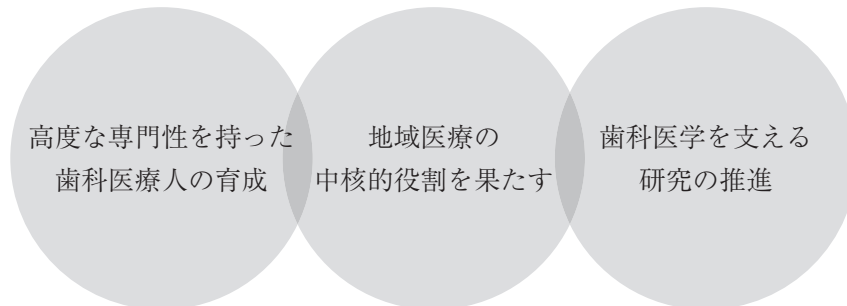 高度な専門性を持った
歯科医療人の育成
地域医療の
中核的役割を果たす
歯科医学を支える
研究の推進